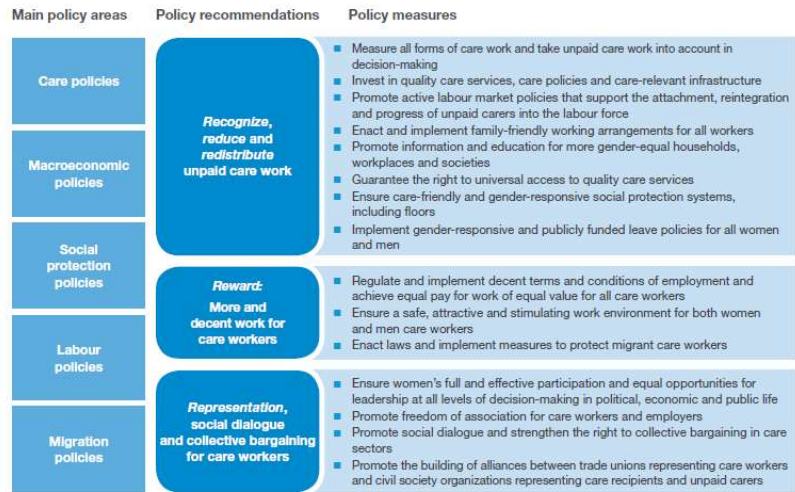 Main policy areas
Policy recommendations
Policy measures
Care policies
Macroeconomic
policies
Social
protection
policies
Labour
policies
Migration
policies
Recognize,
reduce and
redistribute
unpaid care work
■ Measure all forms of care work and take unpaid care work into account in
decision-making
■ Invest in quality care services, care policies and care-relevant infrastructure
■ Promote active labour market policies that support the attachment, reintegration
and progress of unpaid carers into the labour force
■ Enact and implement family-friendly working arrangements for all workers
■ Promote information and education for more gender-equal households,
workplaces and societies
■ Guarantee the right to universal access to quality care services
■ Ensure care-friendly and gender-responsive social protection systems,
including floors
■ Implement gender-responsive and publicly funded leave policies for all women
and men
Reward:
More and
decent work for
care workers
■ Regulate and implement decent terms and conditions of employment and
achieve equal pay for work of equal value for all care workers
■ Ensure a safe, attractive and stimulating work environment for both women
and men care workers
■ Enact laws and implement measures to protect migrant care workers
Representation,
social dialogue
and collective bargaining
for care workers
■ Ensure women's full and effective participation and equal opportunities for
leadership at all levels of decision-making in political, economic and public life
■ Promote freedom of association for care workers and employers
■ Promote social dialogue and strengthen the right to collective bargaining in care
sectors
■ Promote the building of alliances between trade unions representing care workers
and civil society organizations representing care recipients and unpaid carers